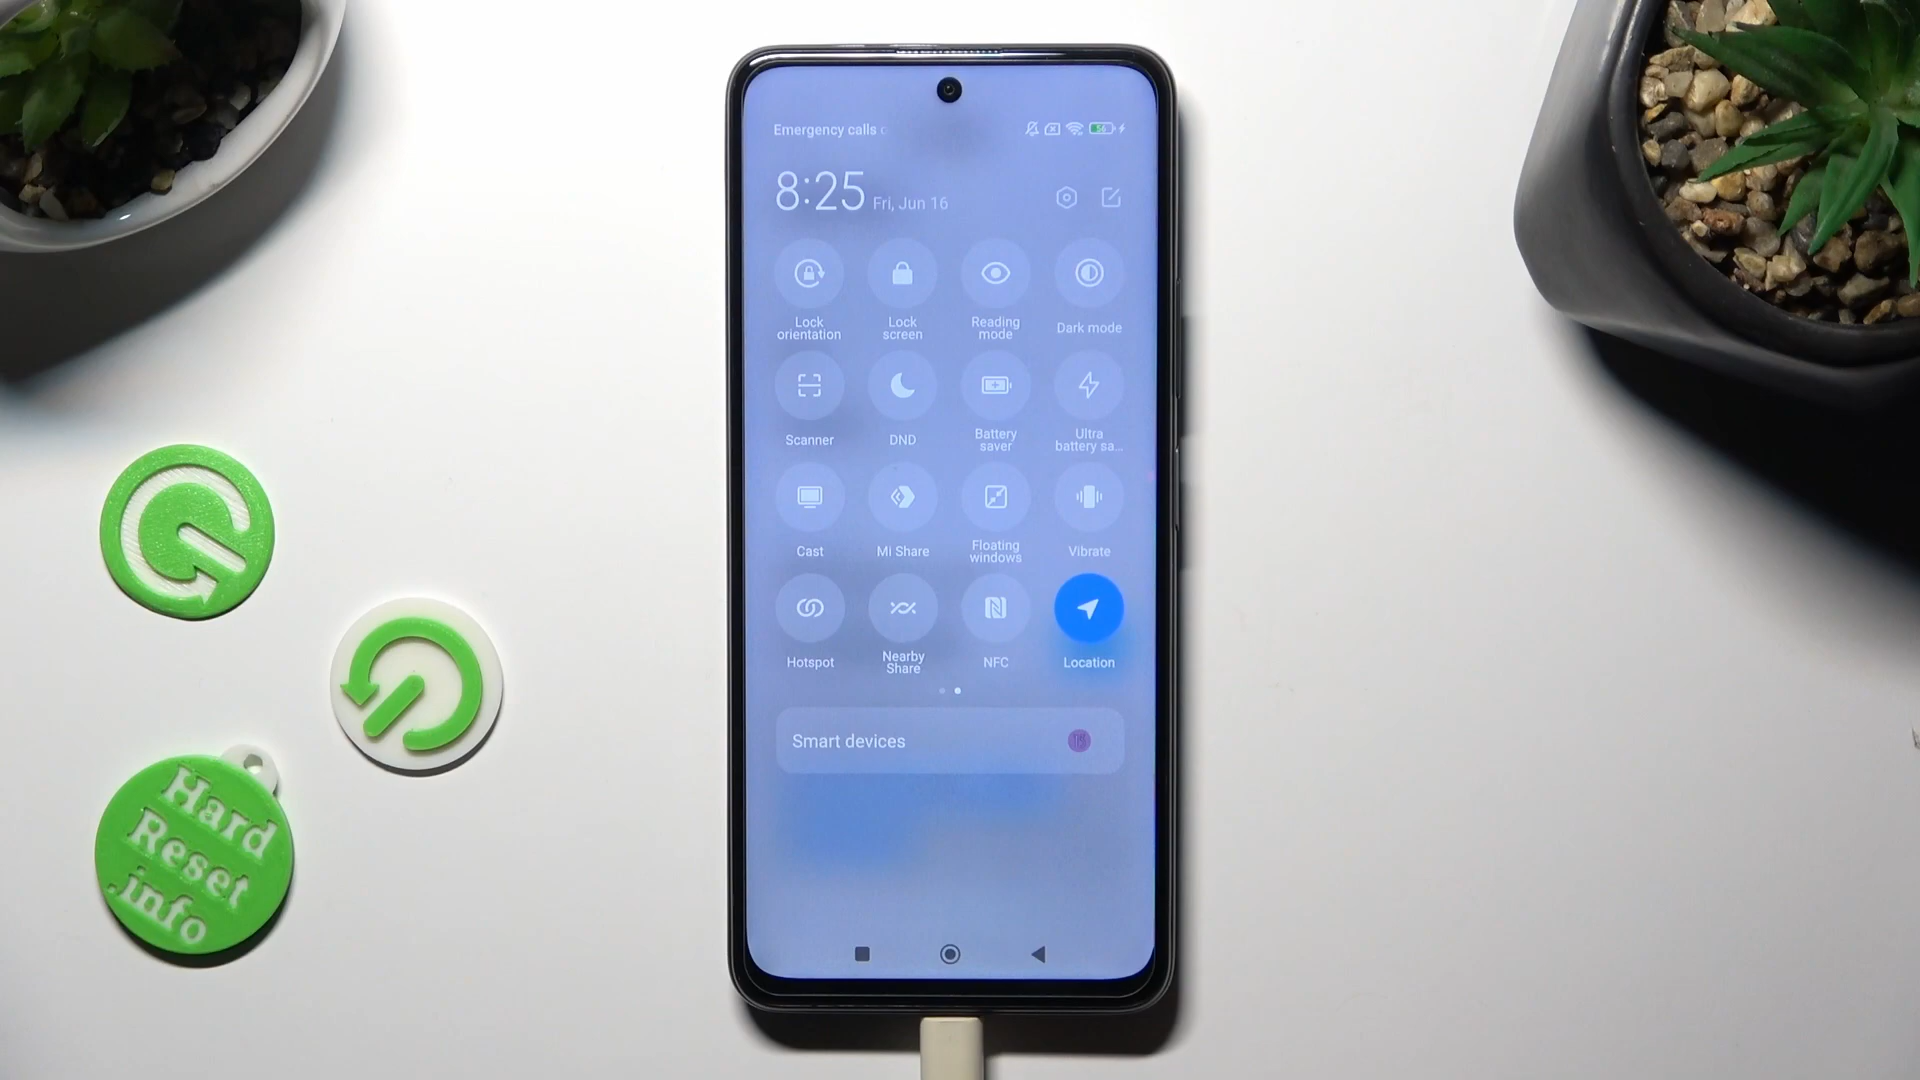 Emergency calls
56
8:25 Fri, Jun 16
Lock
orientation
Lock
screen
Reading
mode
Dark mode
Scanner
DND
Battery
saver
Ultra
battery sa...
Cast
Mi Share
Floating
windows
Vibrate
Hotspot
Nearby
Share
NFC
Location
Smart devices
Hard
Reset
.info